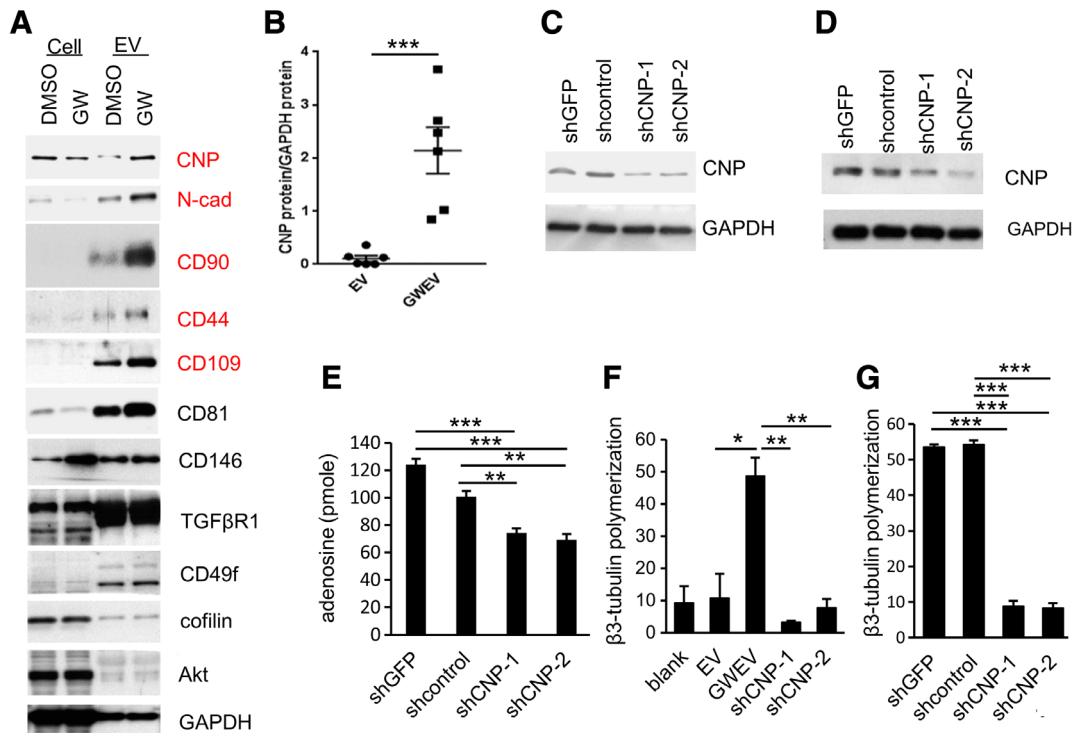 A
Cell EV
DMSO GW DMSO GW
CNP
N-cad
CD90
CD44
CD109
CD81
CD146
TGFβR1
CD49f
cofilin
Akt
GAPDH
B
***
CNP protein/GAPDH protein
4
3
2
1
0
EV GWEV
C
shGFP shcontrol shCNP-1 shCNP-2
CNP
GAPDH
D
shGFP shcontrol shCNP-1 shCNP-2
CNP
GAPDH
E
***
***
**
**
adenosine (pmole)
140
120
100
80
60
40
20
0
shGFP shcontrol shCNP-1 shCNP-2
F
**
* **
β3-tubulin polymerization
60
50
40
30
20
10
0
blank EV GWEV shCNP-1 shCNP-2
G
***
***
***
***
β3-tubulin polymerization
60
50
40
30
20
10
0
shGFP shcontrol shCNP-1 shCNP-2